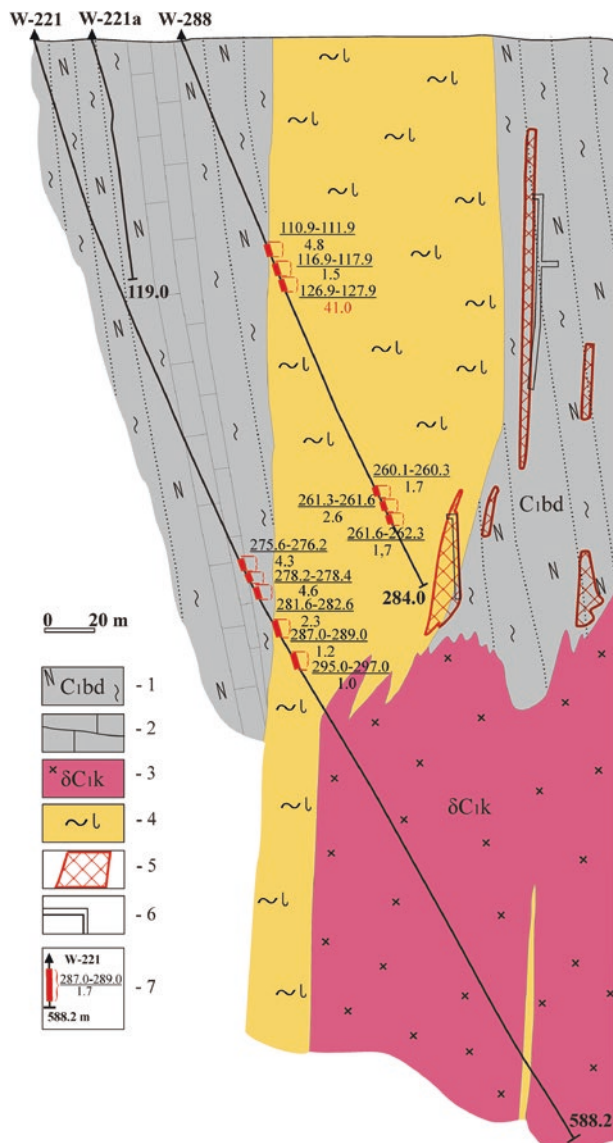 W-221 W-221a W-288
N
~
ɩ
110.9-111.9
4.8
116.9-117.9
1.5
126.9-127.9
41.0
119.0
260.1-260.3
1.7
261.3-261.6
2.6
261.6-262.3
1,7
284.0
C₁bd
275.6-276.2
4.3
278.2-278.4
4.6
281.6-282.6
2.3
287.0-289.0
1.2
295.0-297.0
1.0
0 20 m
N C₁bd ~ - 1
- 2
× δC₁k - 3
~ ɩ - 4
- 5
- 6
W-221
287.0-289.0
1.7
588.2 m
- 7
δC₁k
588.2